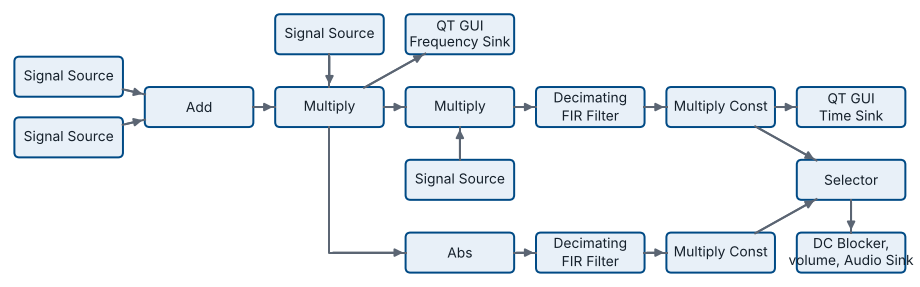 Signal Source
QT GUI
Frequency Sink
Signal Source
Add
Multiply
Multiply
Decimating
FIR Filter
Multiply Const
QT GUI
Time Sink
Signal Source
Signal Source
Selector
Abs
Decimating
FIR Filter
Multiply Const
DC Blocker,
volume, Audio Sink